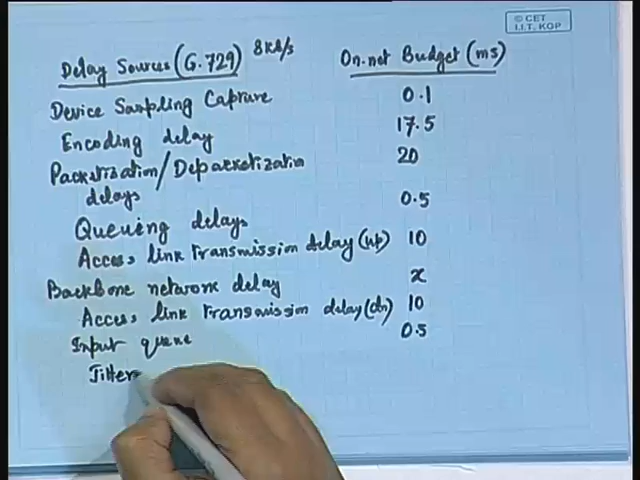 © CET
I.I.T. KGP
Delay Sources (G.729) 8kb/s On-net Budget (ms)
Device Sampling Capture 0.1
Encoding delay 17.5
Packetization/Depacketization 20
delays
Queuing delays 0.5
Access link transmission delay (up) 10
Backbone network delay x
Access link transmission delay (dn) 10
Input queue 0.5
Jitter